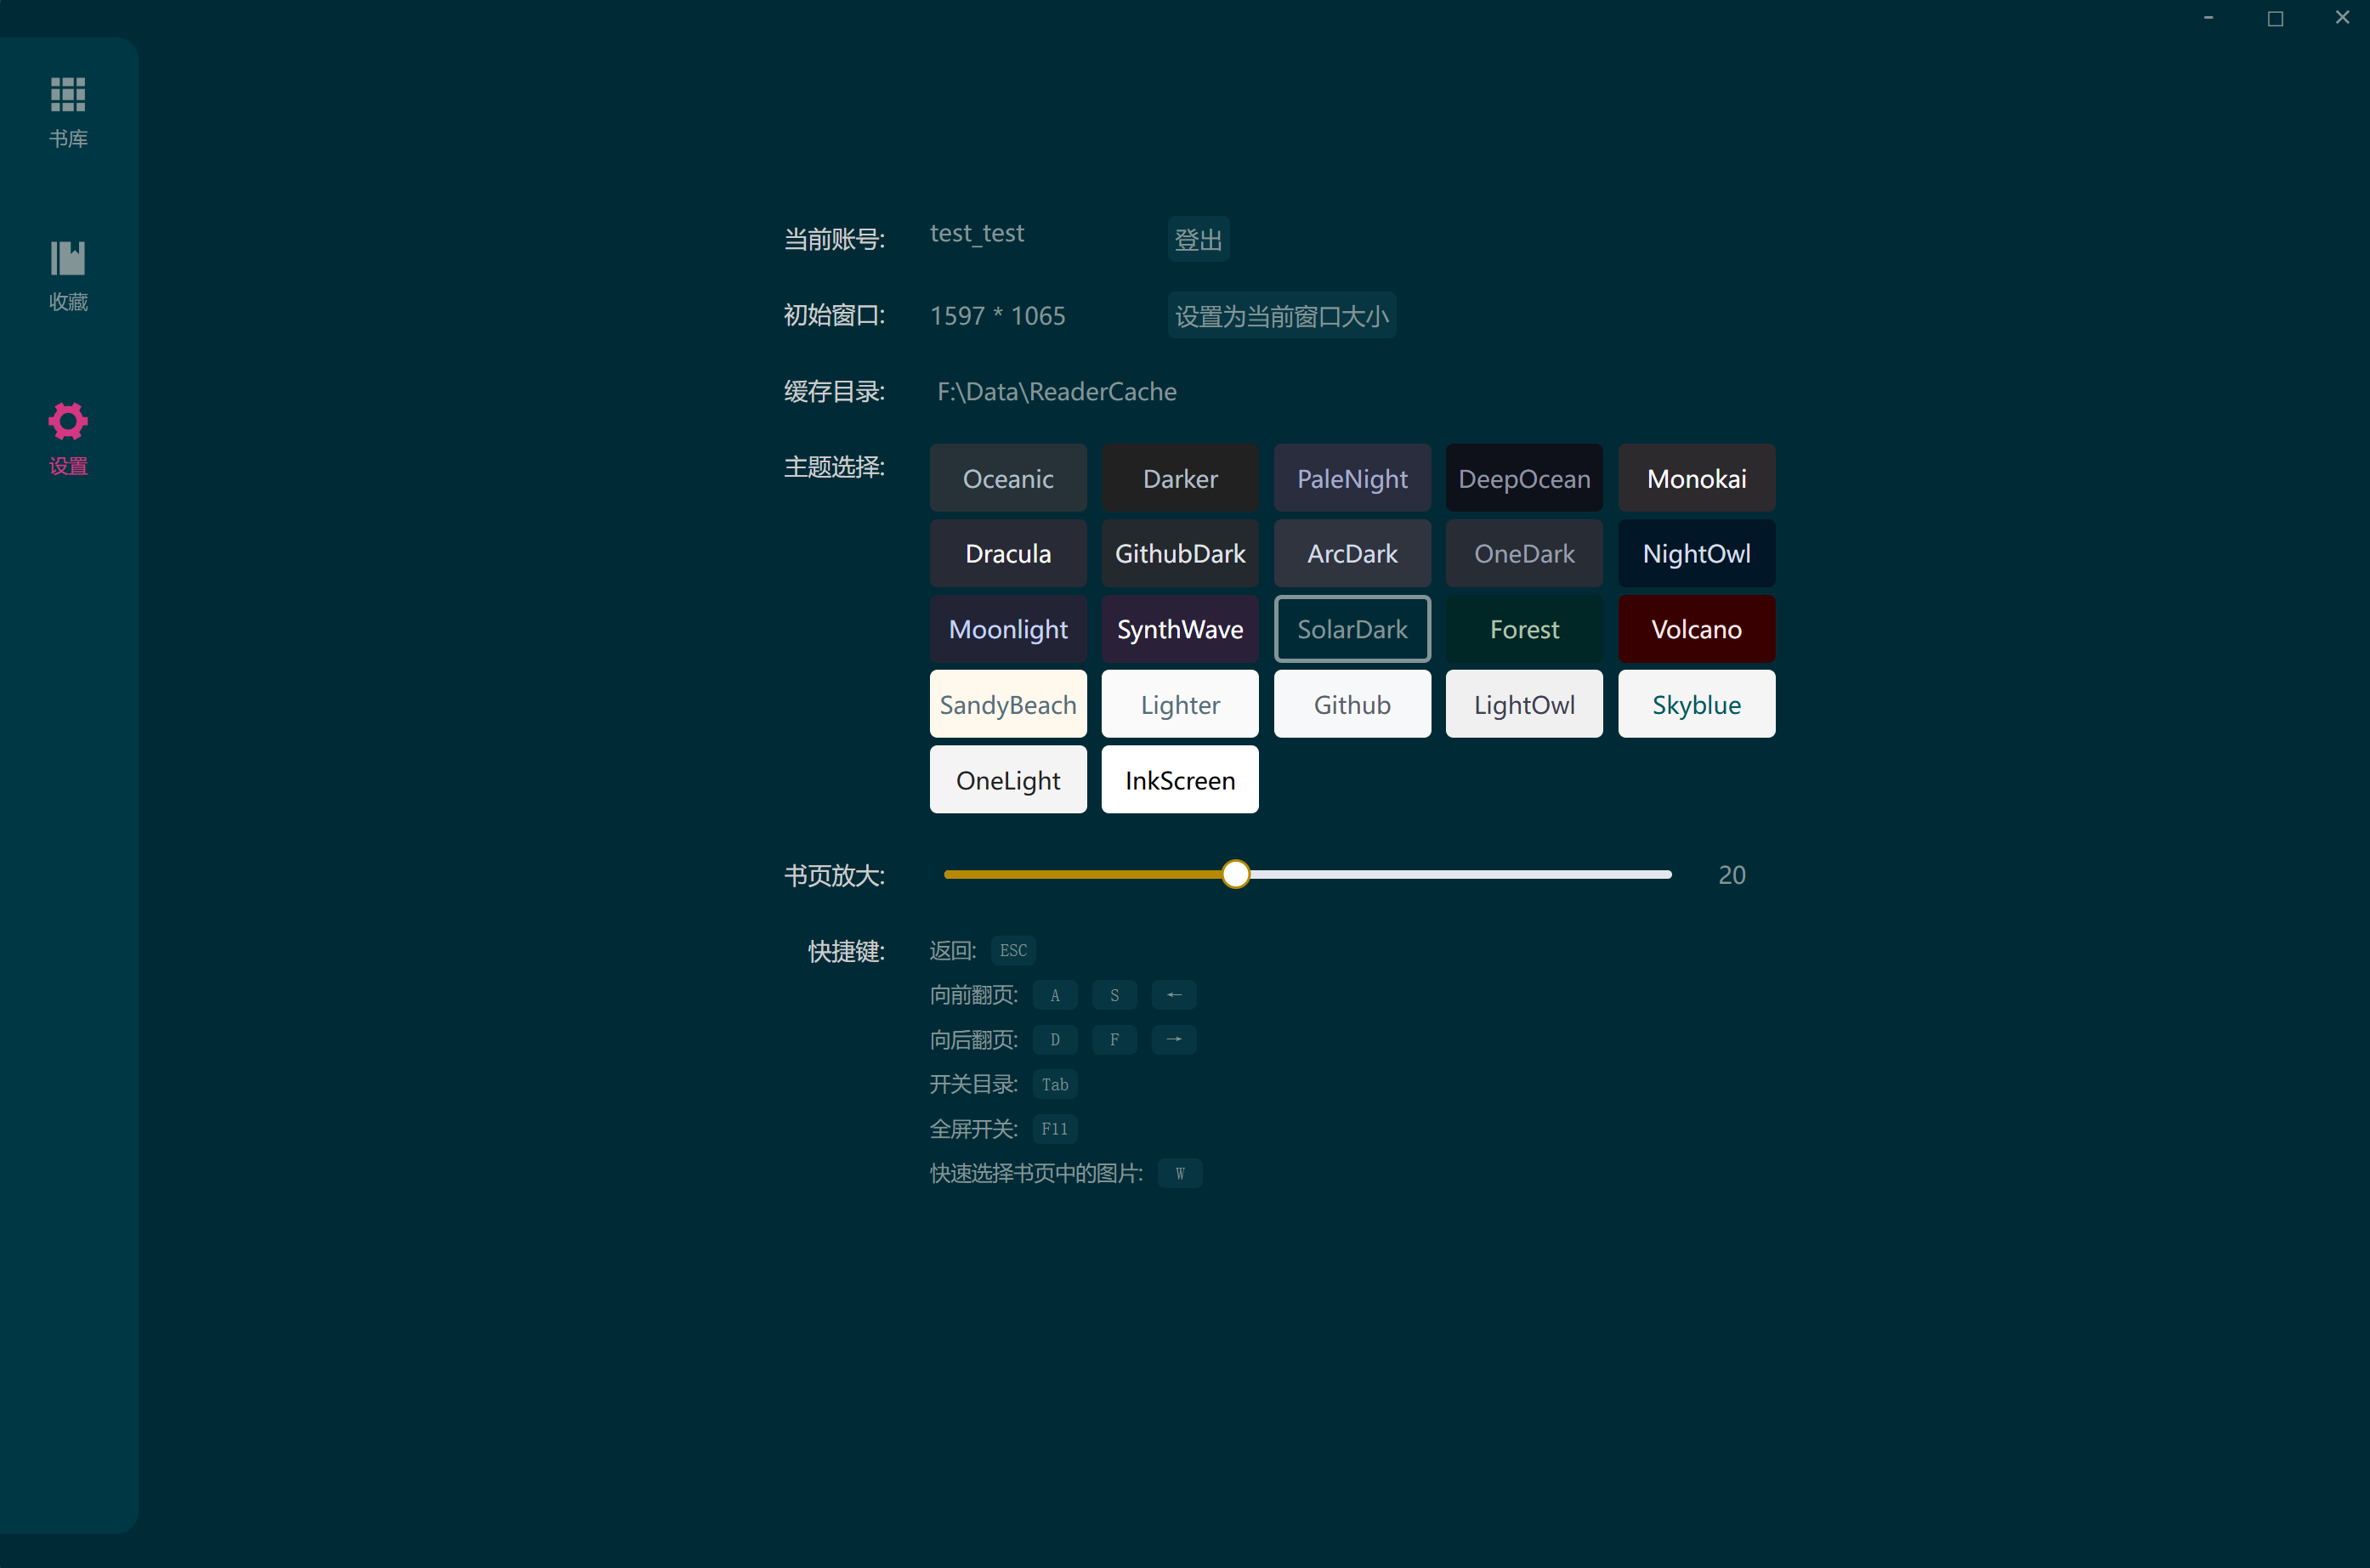 书库
收藏
设置
当前账号: test_test 登出
初始窗口: 1597 * 1065 设置为当前窗口大小
缓存目录: F:\Data\ReaderCache
主题选择: Oceanic Darker PaleNight DeepOcean Monokai
Dracula GithubDark ArcDark OneDark NightOwl
Moonlight SynthWave SolarDark Forest Volcano
SandyBeach Lighter Github LightOwl Skyblue
OneLight InkScreen
书页放大: 20
快捷键: 返回: ESC
向前翻页: A S ←
向后翻页: D F →
开关目录: Tab
全屏开关: F11
快速选择书页中的图片: W